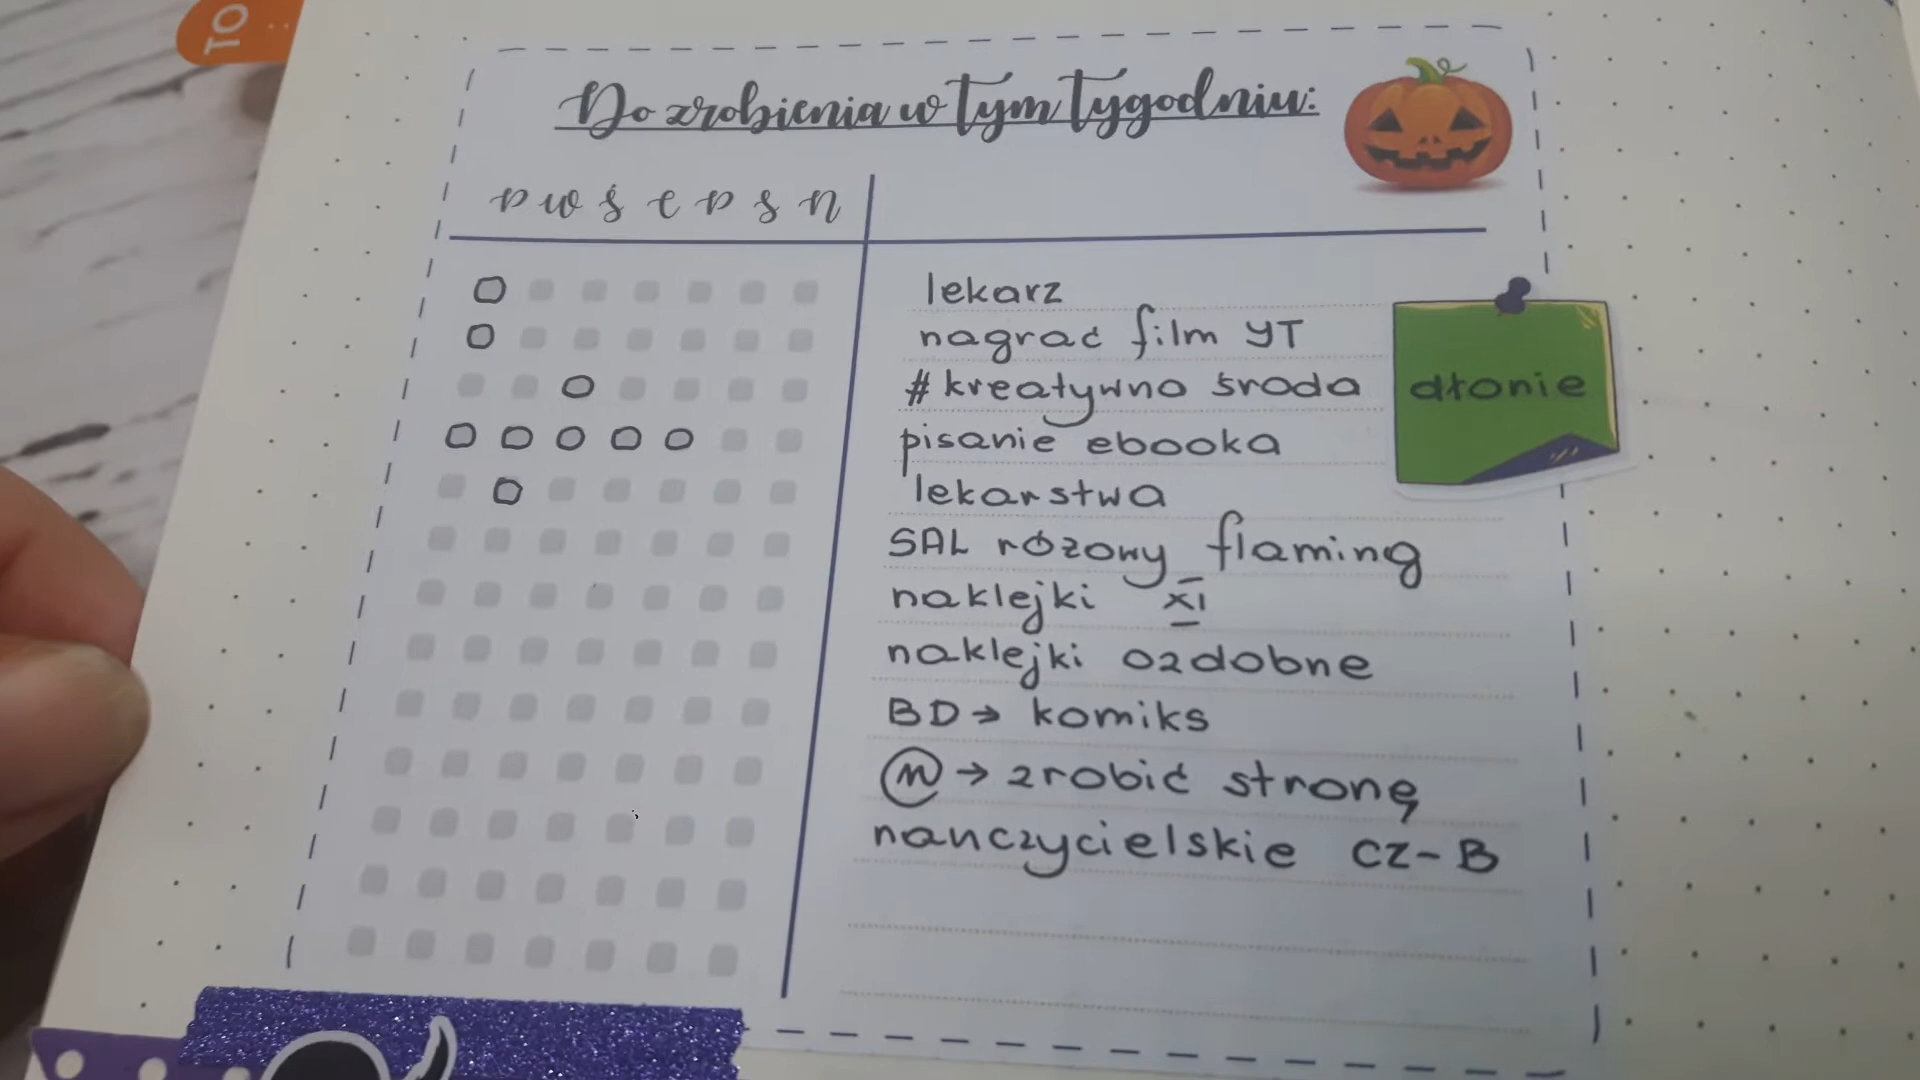 TO
Do zrobienia w tym tygodniu:
P W Ś C P S N
lekarz
nagrać film YT
#kreatywna środa
dłonie
pisanie ebooka
lekarstwa
SAL różowy flaming
naklejki XI
naklejki ozdobne
BD → komiks
m → zrobić stronę
nauczycielskie CZ-B